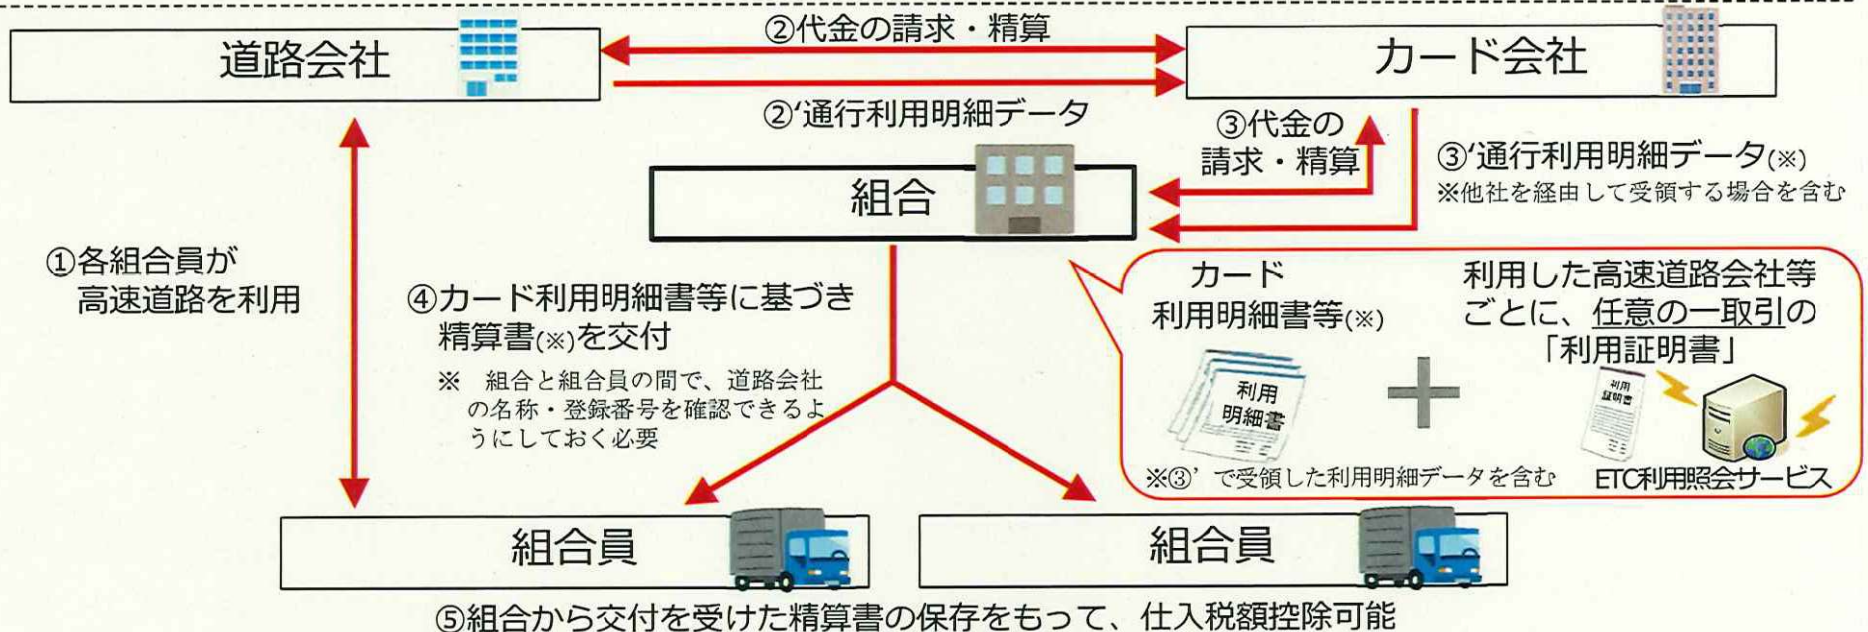 ②代金の請求・精算
道路会社
カード会社
②’通行利用明細データ
③代金の
請求・精算
③’通行利用明細データ(※)
※他社を経由して受領する場合を含む
組合
①各組合員が
高速道路を利用
④カード利用明細書等に基づき
精算書(※)を交付
※　組合と組合員の間で、道路会社
の名称・登録番号を確認できるよ
うにしておく必要
カード
利用明細書等(※)
利用
明細書
※③’で受領した利用明細データを含む
利用した高速道路会社等
ごとに、任意の一取引の
「利用証明書」
利用
証明書
ETC利用照会サービス
組合員
組合員
⑤組合から交付を受けた精算書の保存をもって、仕入税額控除可能